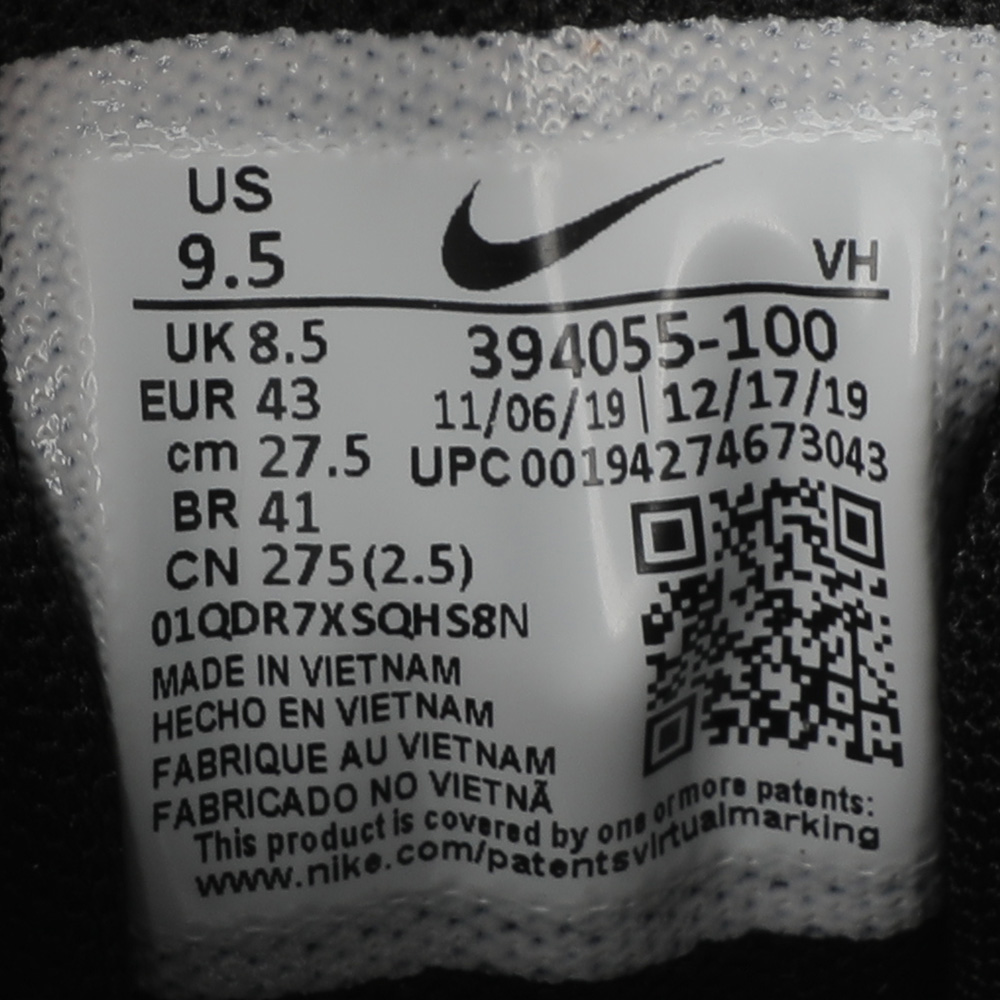 US
9.5
VH
UK 8.5
394055-100
EUR 43
11/06/19 | 12/17/19
cm 27.5
UPC 00194274673043
BR 41
CN 275(2.5)
01QDR7XSQHS8N
MADE IN VIETNAM
HECHO EN VIETNAM
FABRIQUE AU VIETNAM
FABRICADO NO VIETNÃ
This product is covered by one or more patents:
www.nike.com/patentsvirtualmarking